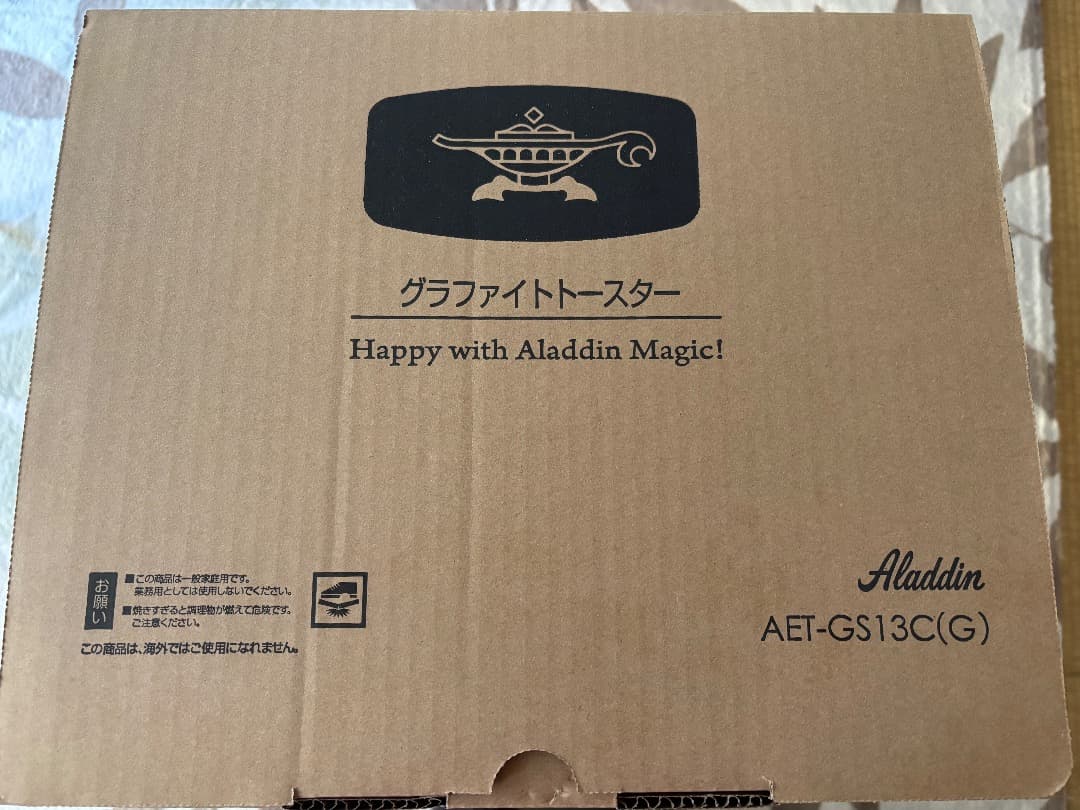 グラファイトトースター
Happy with Aladdin Magic!
お願い
■この商品は一般家庭用です。
業務用としては使用しないでください。
■焼きすぎると調理物が燃えて危険です。
ご注意ください。
この商品は、海外ではご使用になれません。
Aladdin
AET-GS13C(G)